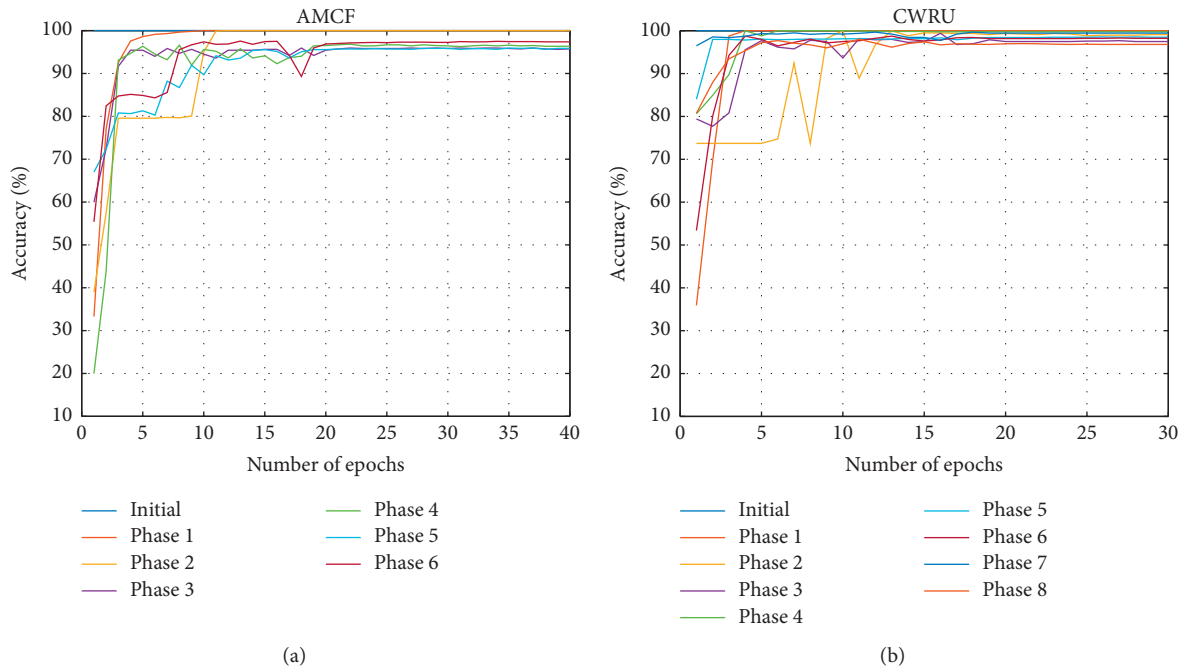 AMCF
100
90
80
70
60
50
40
30
20
10
Accuracy (%)
0 5 10 15 20 25 30 35 40
Number of epochs
Initial
Phase 1
Phase 2
Phase 3
Phase 4
Phase 5
Phase 6
(a)
CWRU
100
90
80
70
60
50
40
30
20
10
Accuracy (%)
0 5 10 15 20 25 30
Number of epochs
Initial
Phase 1
Phase 2
Phase 3
Phase 4
Phase 5
Phase 6
Phase 7
Phase 8
(b)